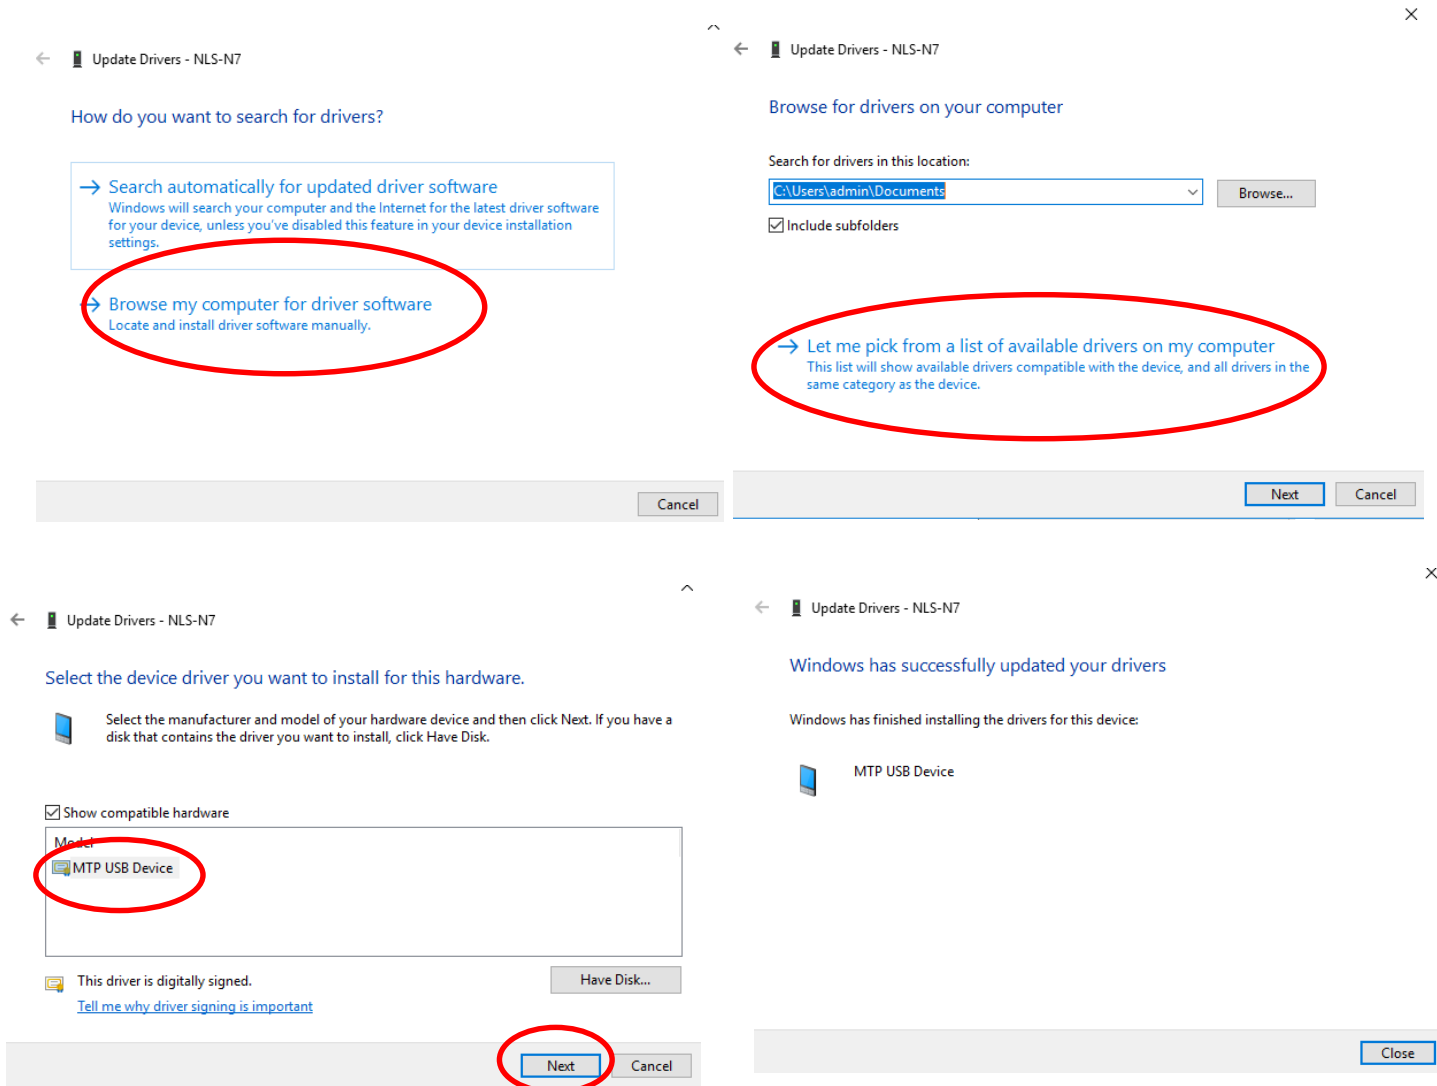 Update Drivers - NLS-N7
How do you want to search for drivers?
Search automatically for updated driver software
Windows will search your computer and the Internet for the latest driver software
for your device, unless you've disabled this feature in your device installation
settings.
Browse my computer for driver software
Locate and install driver software manually.
Cancel
Update Drivers - NLS-N7
Browse for drivers on your computer
Search for drivers in this location:
C:\Users\admin\Documents
Browse...
Include subfolders
Let me pick from a list of available drivers on my computer
This list will show available drivers compatible with the device, and all drivers in the
same category as the device.
Next
Cancel
Update Drivers - NLS-N7
Select the device driver you want to install for this hardware.
Select the manufacturer and model of your hardware device and then click Next. If you have a
disk that contains the driver you want to install, click Have Disk.
Show compatible hardware
Model
MTP USB Device
This driver is digitally signed.
Have Disk...
Tell me why driver signing is important
Next
Cancel
Update Drivers - NLS-N7
Windows has successfully updated your drivers
Windows has finished installing the drivers for this device:
MTP USB Device
Close